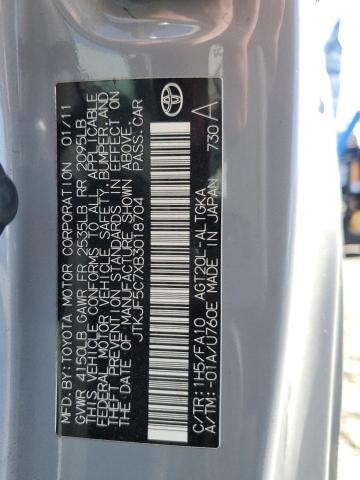 MFD. BY: TOYOTA MOTOR CORPORATION 01/11
GVWR 4150LB GAWR FR 2535LB RR 2095LB
THIS VEHICLE CONFORMS TO ALL APPLICABLE
FEDERAL MOTOR VEHICLE SAFETY, BUMPER, AND
THEFT PREVENTION STANDARDS IN EFFECT ON
THE DATE OF MANUFACTURE SHOWN ABOVE.
JTKJF5C7XB3018704 PASS.CAR
C/TR: 1H5/FA10 AGT20L-ALTGKA
A/TM: -01A/U760E MADE IN JAPAN 730
A